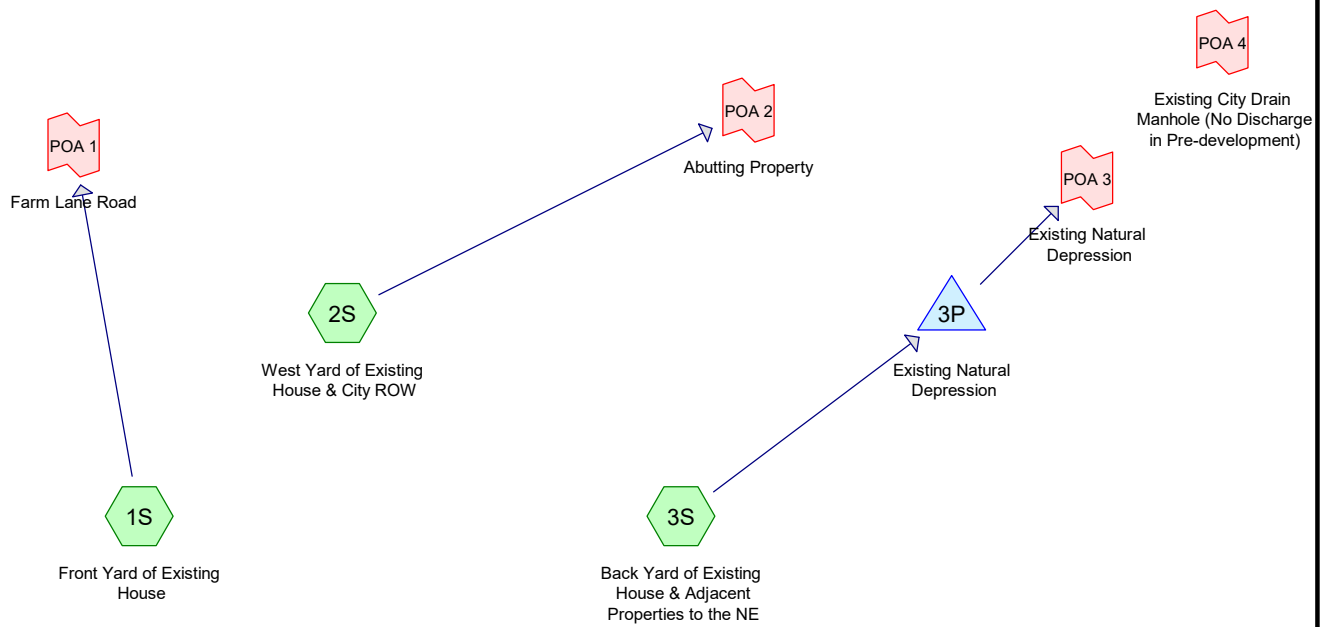 POA 4
Existing City Drain
Manhole (No Discharge
in Pre-development)
POA 2
Abutting Property
POA 1
Farm Lane Road
POA 3
Existing Natural
Depression
2S
West Yard of Existing
House & City ROW
3P
Existing Natural
Depression
1S
Front Yard of Existing
House
3S
Back Yard of Existing
House & Adjacent
Properties to the NE